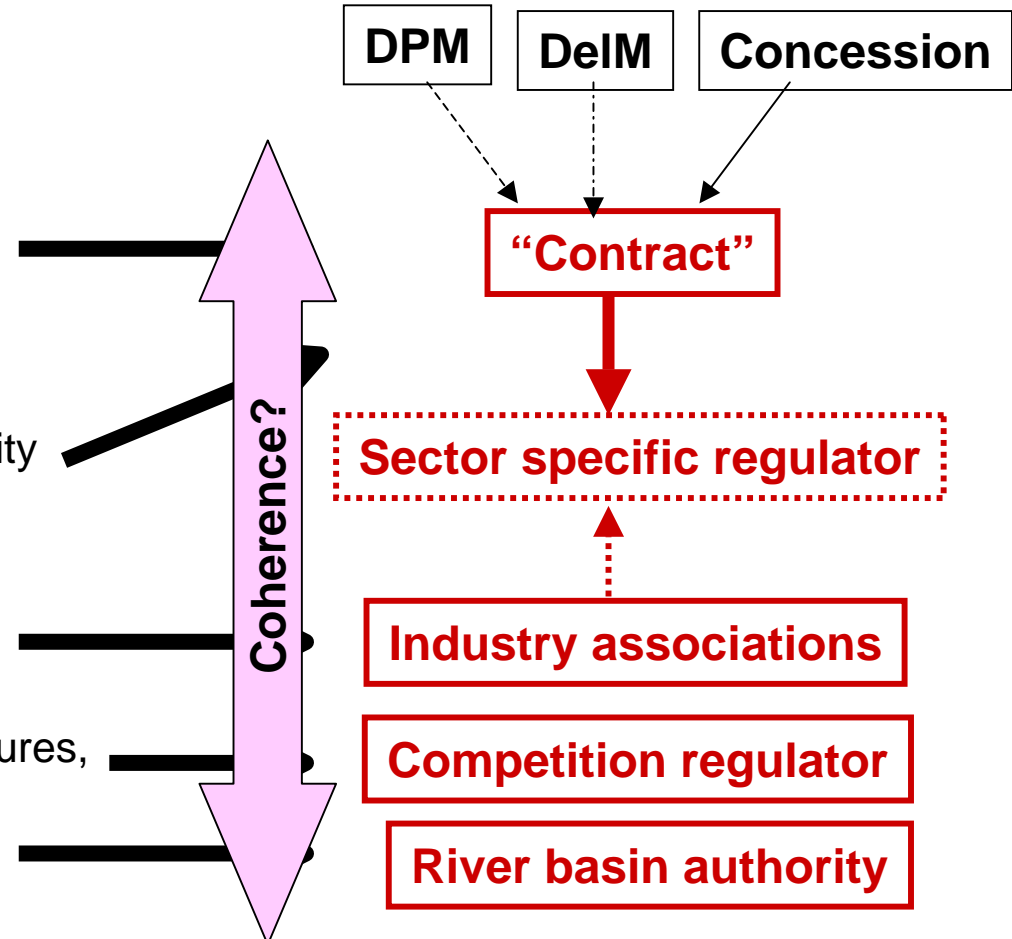 DPM
DelM
Concession
“Contract”
ity
Sector specific regulator
Coherence?
Industry associations
ures,
Competition regulator
River basin authority